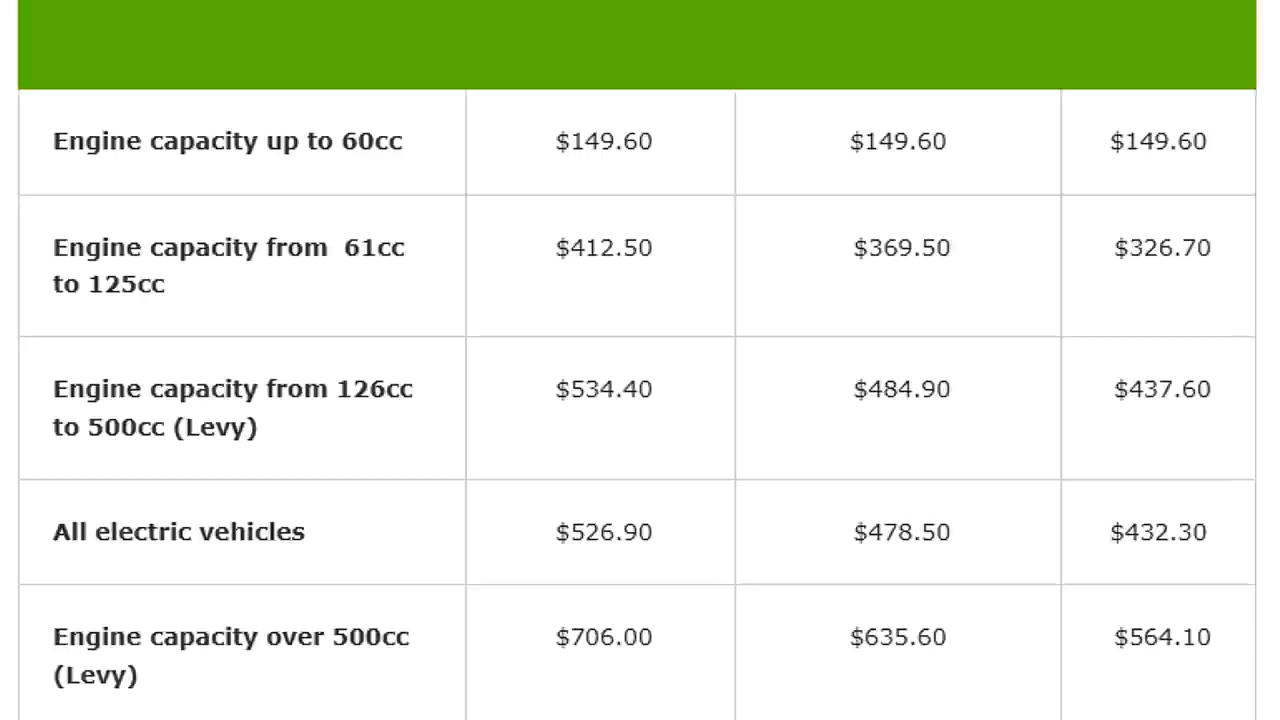 Engine capacity up to 60cc $149.60 $149.60 $149.60
Engine capacity from 61cc $412.50 $369.50 $326.70
to 125cc
Engine capacity from 126cc $534.40 $484.90 $437.60
to 500cc (Levy)
All electric vehicles $526.90 $478.50 $432.30
Engine capacity over 500cc $706.00 $635.60 $564.10
(Levy)